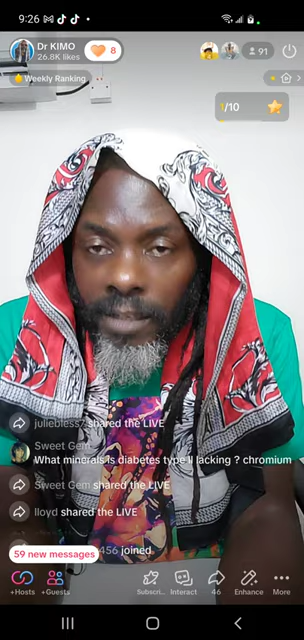 9:26
Dr KIMO
26.8K likes
8
91
Weekly Ranking
1/10
juliebless7 shared the LIVE
Sweet Gem
What minerals is diabetes type ll lacking ? chromium
Sweet Gem shared the LIVE
lloyd shared the LIVE
59 new messages
456 joined
+Hosts
+Guests
Subscri...
Interact
46
Enhance
More